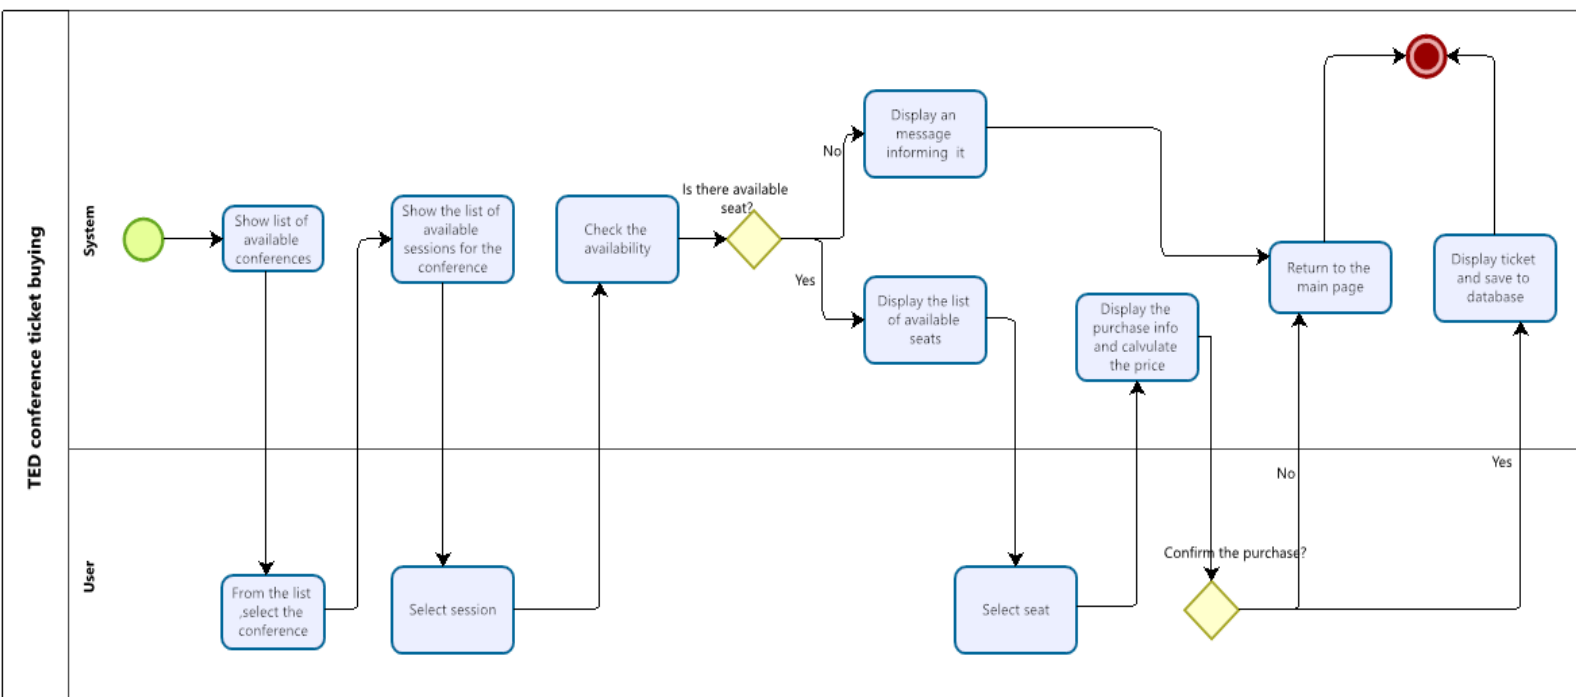 TED conference ticket buying
System
User
Show list of
available
conferences
From the list
,select the
conference
Show the list of
available
sessions for the
conference
Select session
Check the
availability
Is there available
seat?
No
Yes
Display an
message
informing  it
Display the list
of available
seats
Select seat
Display the
purchase info
and calvulate
the price
Confirm the purchase?
No
Yes
Return to the
main page
Display ticket
and save to
database